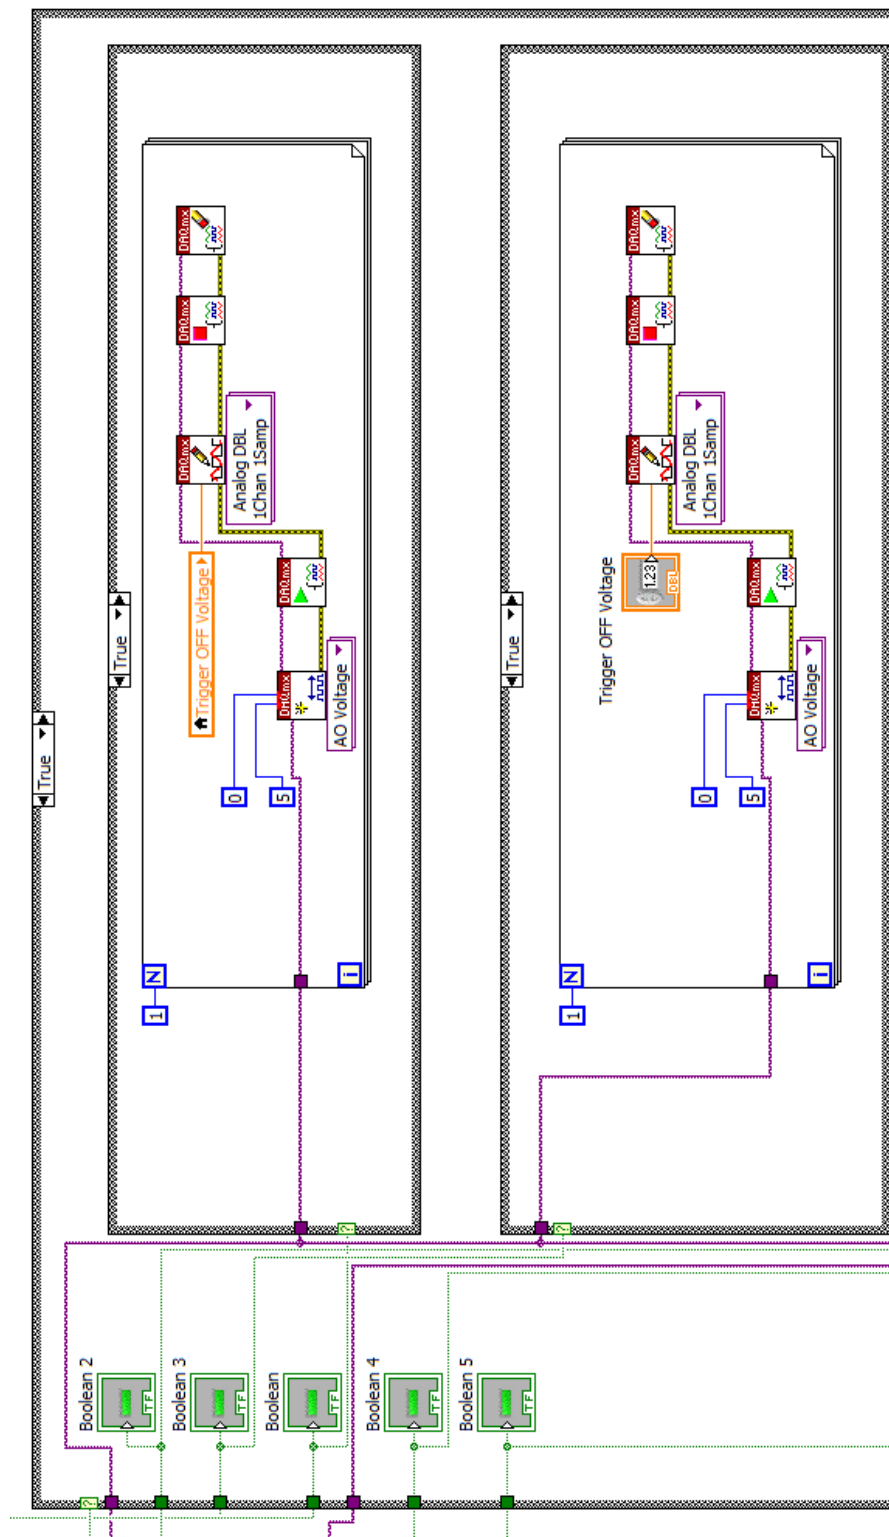 True
?
Boolean 2
TF
True
1
N
Boolean 3
TF
DAQmx
DAQmx
DAQmx
Trigger OFF Voltage
0
Analog DBL
1Chan 1Samp
Boolean
TF
5
DAQmx
DAQmx
AO Voltage
?
i
Boolean 4
TF
Boolean 5
TF
True
?
1
N
Trigger OFF Voltage
1.23
DBL
DAQmx
DAQmx
DAQmx
Analog DBL
1Chan 1Samp
0
5
DAQmx
DAQmx
AO Voltage
i